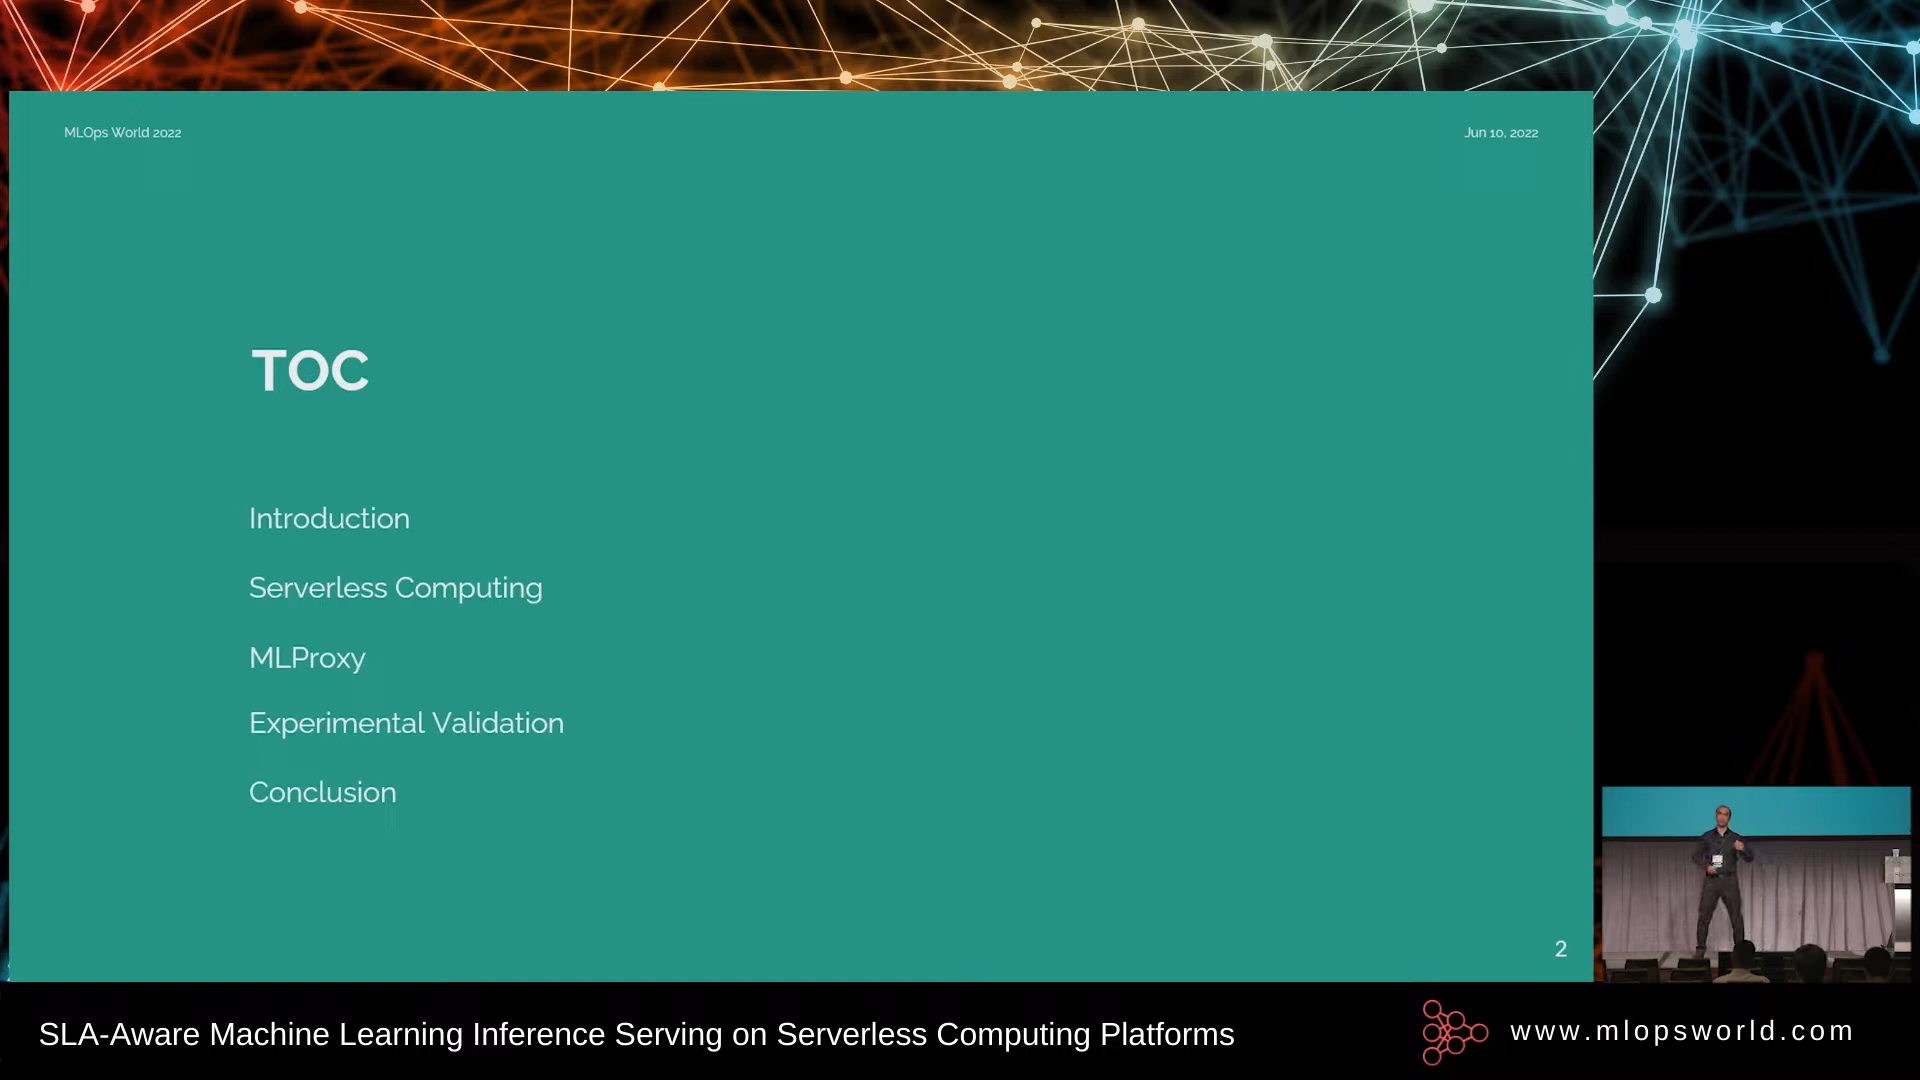 MLOps World 2022
Jun 10, 2022
TOC
Introduction
Serverless Computing
MLProxy
Experimental Validation
Conclusion
2
SLA-Aware Machine Learning Inference Serving on Serverless Computing Platforms
www.mlopsworld.com